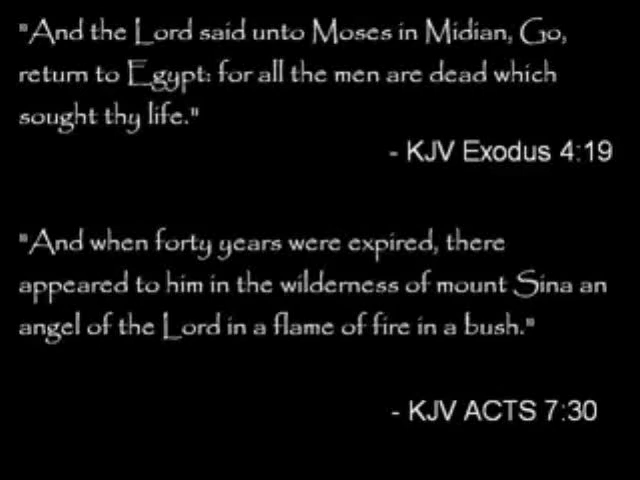 "And the Lord said unto Moses in Midian, Go,
return to Egypt: for all the men are dead which
sought thy life."
- KJV Exodus 4:19
"And when forty years were expired, there
appeared to him in the wilderness of mount Sina an
angel of the Lord in a flame of fire in a bush."
- KJV ACTS 7:30